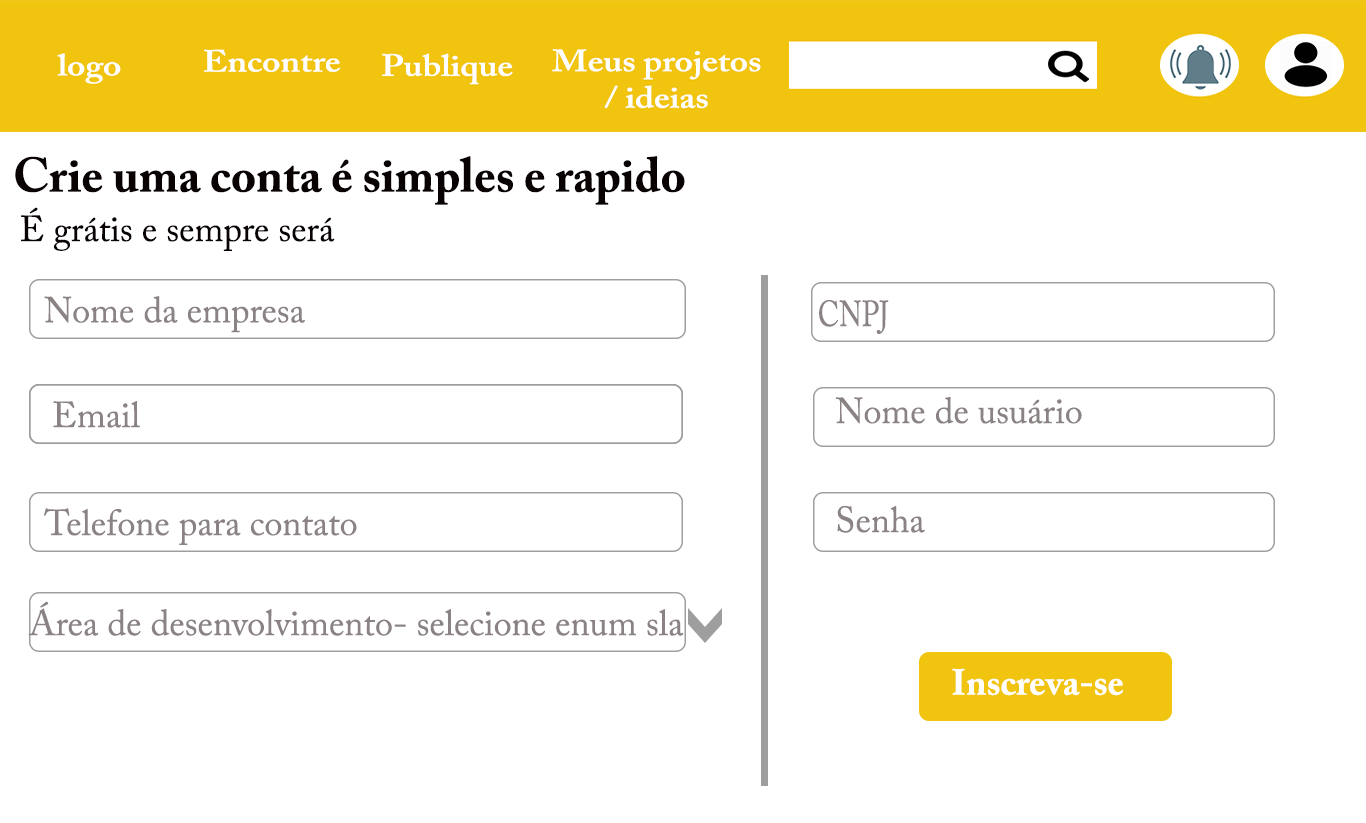 logo
Encontre
Publique
Meus projetos
/ ideias
Crie uma conta é simples e rapido
É grátis e sempre será
Nome da empresa
Email
Telefone para contato
Área de desenvolvimento- selecione enum sla
CNPJ
Nome de usuário
Senha
Inscreva-se